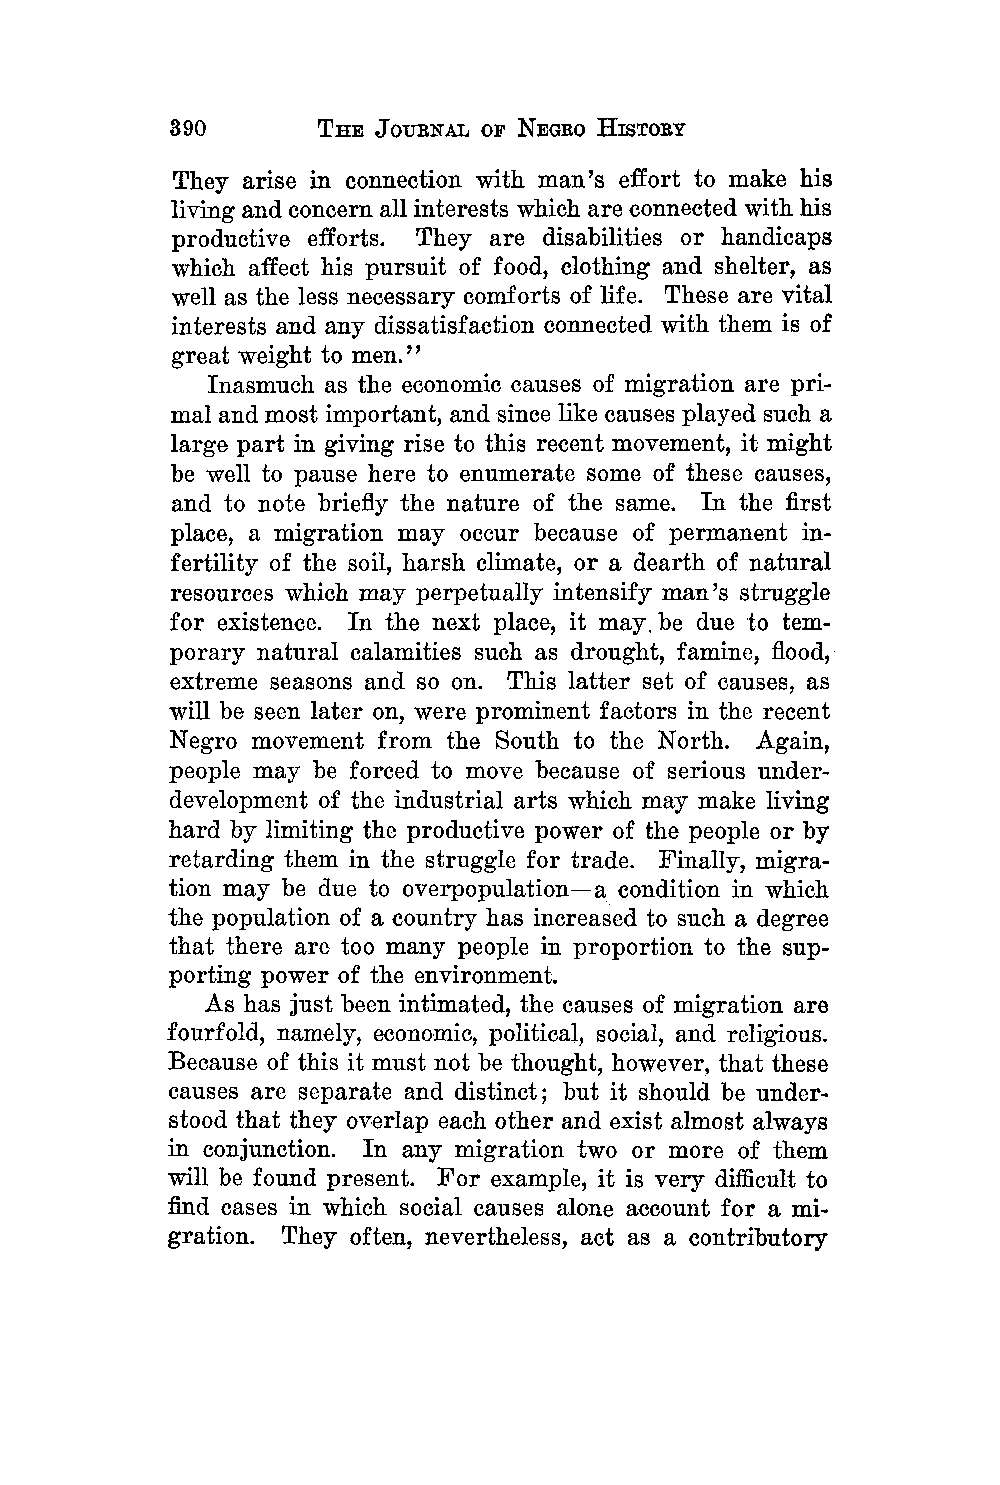 390 THE JOURNAL OF NEGRO HISTORY
They arise in connection with man's effort to make his
living and concern all interests which are connected with his
productive efforts. They are disabilities or handicaps
which affect his pursuit of food, clothing and shelter, as
well as the less necessary comforts of life. These are vital
interests and any dissatisfaction connected with them is of
great weight to men."
Inasmuch as the economic causes of migration are pri-
mal and most important, and since like causes played such a
large part in giving rise to this recent movement, it might
be well to pause here to enumerate some of these causes,
and to note briefly the nature of the same. In the first
place, a migration may occur because of permanent in-
fertility of the soil, harsh climate, or a dearth of natural
resources which may perpetually intensify man's struggle
for existence. In the next place, it may be due to tem-
porary natural calamities such as drought, famine, flood,
extreme seasons and so on. This latter set of causes, as
will be seen later on, were prominent factors in the recent
Negro movement from the South to the North. Again,
people may be forced to move because of serious under-
development of the industrial arts which may make living
hard by limiting the productive power of the people or by
retarding them in the struggle for trade. Finally, migra-
tion may be due to overpopulation—a condition in which
the population of a country has increased to such a degree
that there are too many people in proportion to the sup-
porting power of the environment.
As has just been intimated, the causes of migration are
fourfold, namely, economic, political, social, and religious.
Because of this it must not be thought, however, that these
causes are separate and distinct; but it should be under-
stood that they overlap each other and exist almost always
in conjunction. In any migration two or more of them
will be found present. For example, it is very difficult to
find cases in which social causes alone account for a mi-
gration. They often, nevertheless, act as a contributory